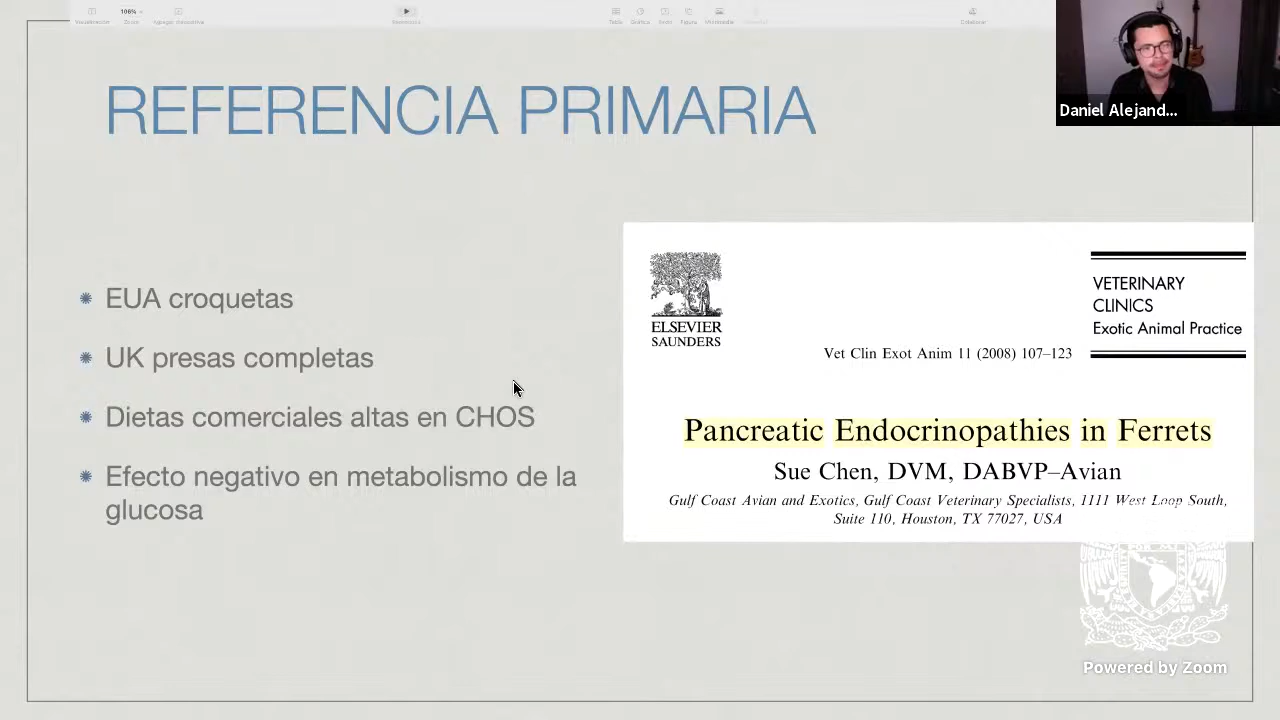 108%
Daniel Alejand...
REFERENCIA PRIMARIA
EUA croquetas
UK presas completas
Dietas comerciales altas en CHOS
Efecto negativo en metabolismo de la
glucosa
ELSEVIER
SAUNDERS
VETERINARY
CLINICS
Exotic Animal Practice
Vet Clin Exot Anim 11 (2008) 107–123
Pancreatic Endocrinopathies in Ferrets
Sue Chen, DVM, DABVP–Avian
Gulf Coast Avian and Exotics, Gulf Coast Veterinary Specialists, 1111 West Loop South,
Suite 110, Houston, TX 77027, USA
Powered by Zoom